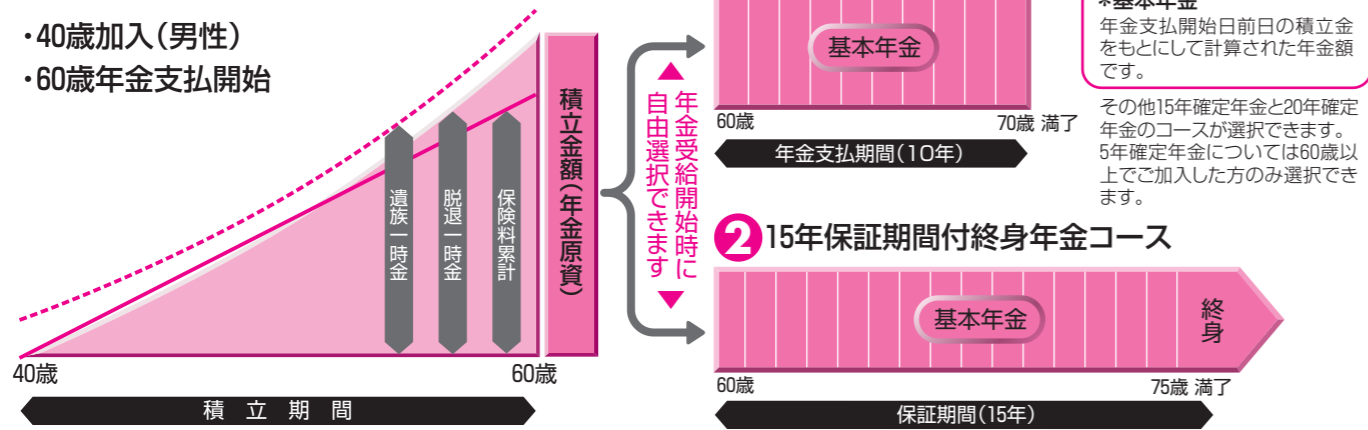 ・40歳加入（男性）
・60歳年金支払開始
遺族一時金
脱退一時金
保険料累計
積立金額（年金原資）
40歳
60歳
積立期間
年金受給開始時に
自由選択できます
基本年金
60歳
70歳 満了
年金支払期間（10年）
*基本年金
年金支払開始日前日の積立金
をもとにして計算された年金額
です。
その他15年確定年金と20年確定
年金のコースが選択できます。
5年確定年金については60歳以
上でご加入した方のみ選択でき
ます。
2 15年保証期間付終身年金コース
基本年金
終身
60歳
75歳 満了
保証期間（15年）